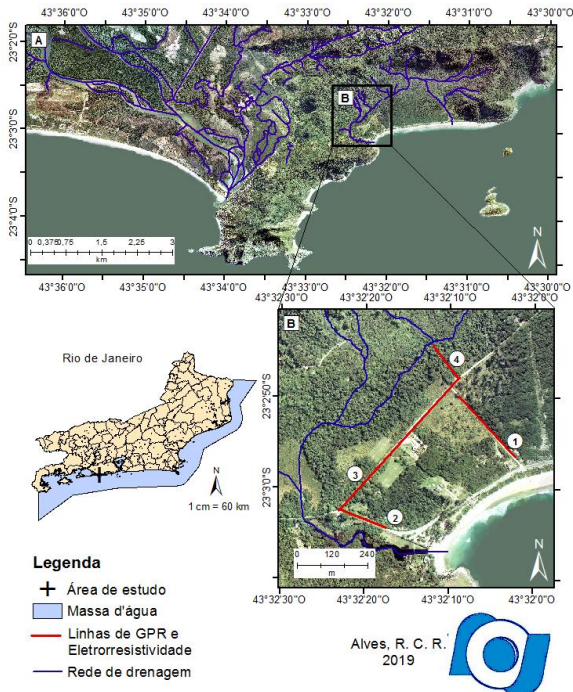 43°36'0"O 43°35'0"O 43°34'0"O 43°33'0"O 43°32'0"O 43°31'0"O 43°30'0"O
A
B
23°2'0"S
23°3'0"S
23°4'0"S
0 0,375 0,75 1,5 2,25 3
km
N
43°36'0"O 43°35'0"O 43°34'0"O 43°33'0"O 43°32'0"O 43°31'0"O 43°30'0"O
43°32'30"O 43°32'20"O 43°32'10"O 43°32'0"O
B
4
1
3
2
23°2'50"S
23°3'0"S
0 120 240
m
N
43°32'30"O 43°32'20"O 43°32'10"O 43°32'0"O
Rio de Janeiro
N
1 cm = 60 km
Legenda
Área de estudo
Massa d'água
Linhas de GPR e
Eletrorresistividade
Rede de drenagem
Alves, R. C. R.
2019